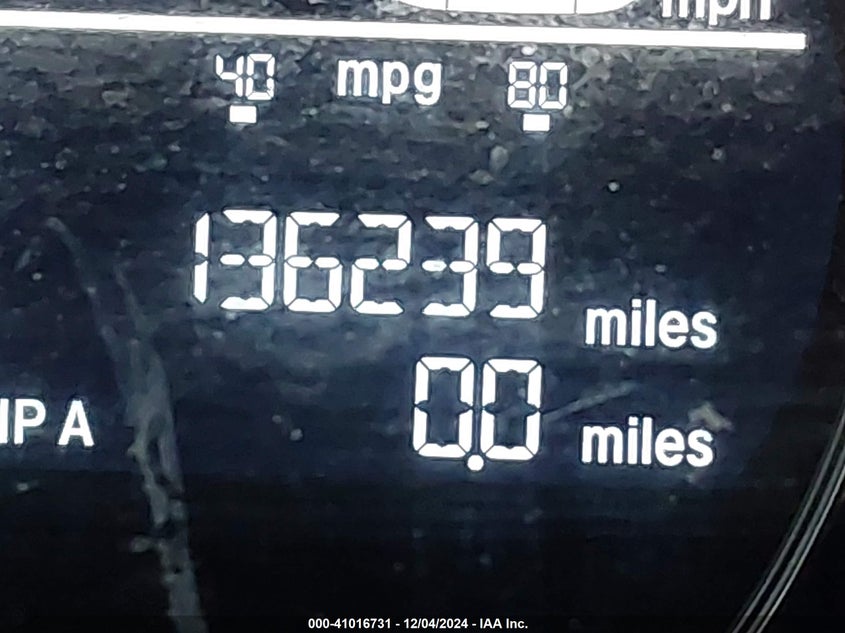 mph
40 mpg 80
136239 miles
0.0 miles
IP A
000-41016731 - 12/04/2024 - IAA Inc.